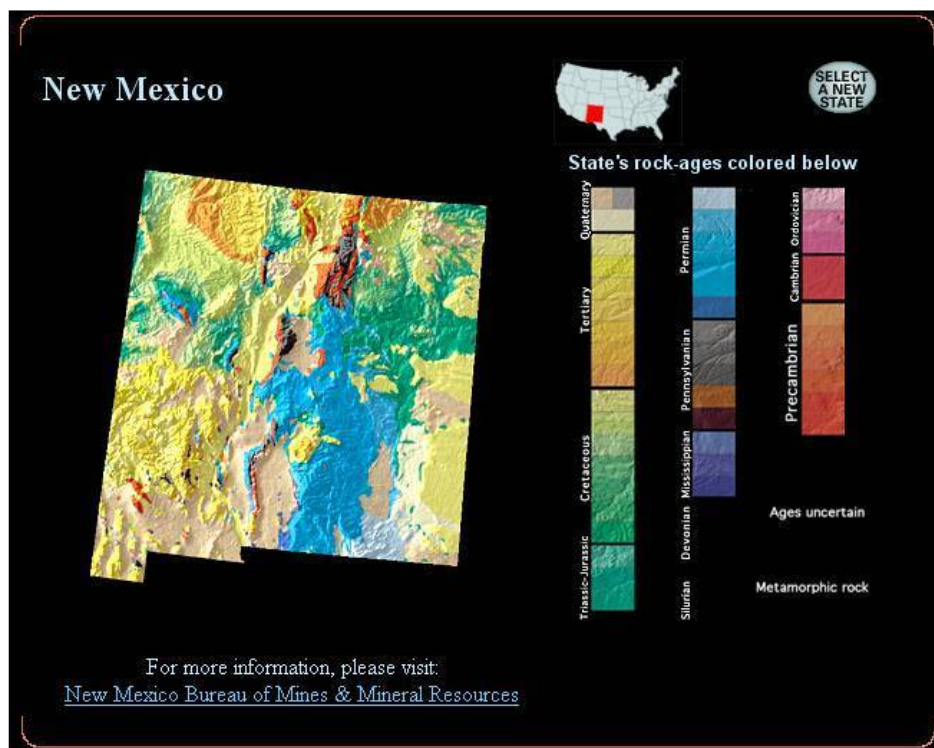 New Mexico
SELECT
A NEW
STATE
State's rock-ages colored below
Quaternary
Tertiary
Cretaceous
Triassic-Jurassic
Permian
Pennsylvanian
Mississippian
Devonian
Silurian
Ordovician
Cambrian
Precambrian
Ages uncertain
Metamorphic rock
For more information, please visit:
New Mexico Bureau of Mines & Mineral Resources